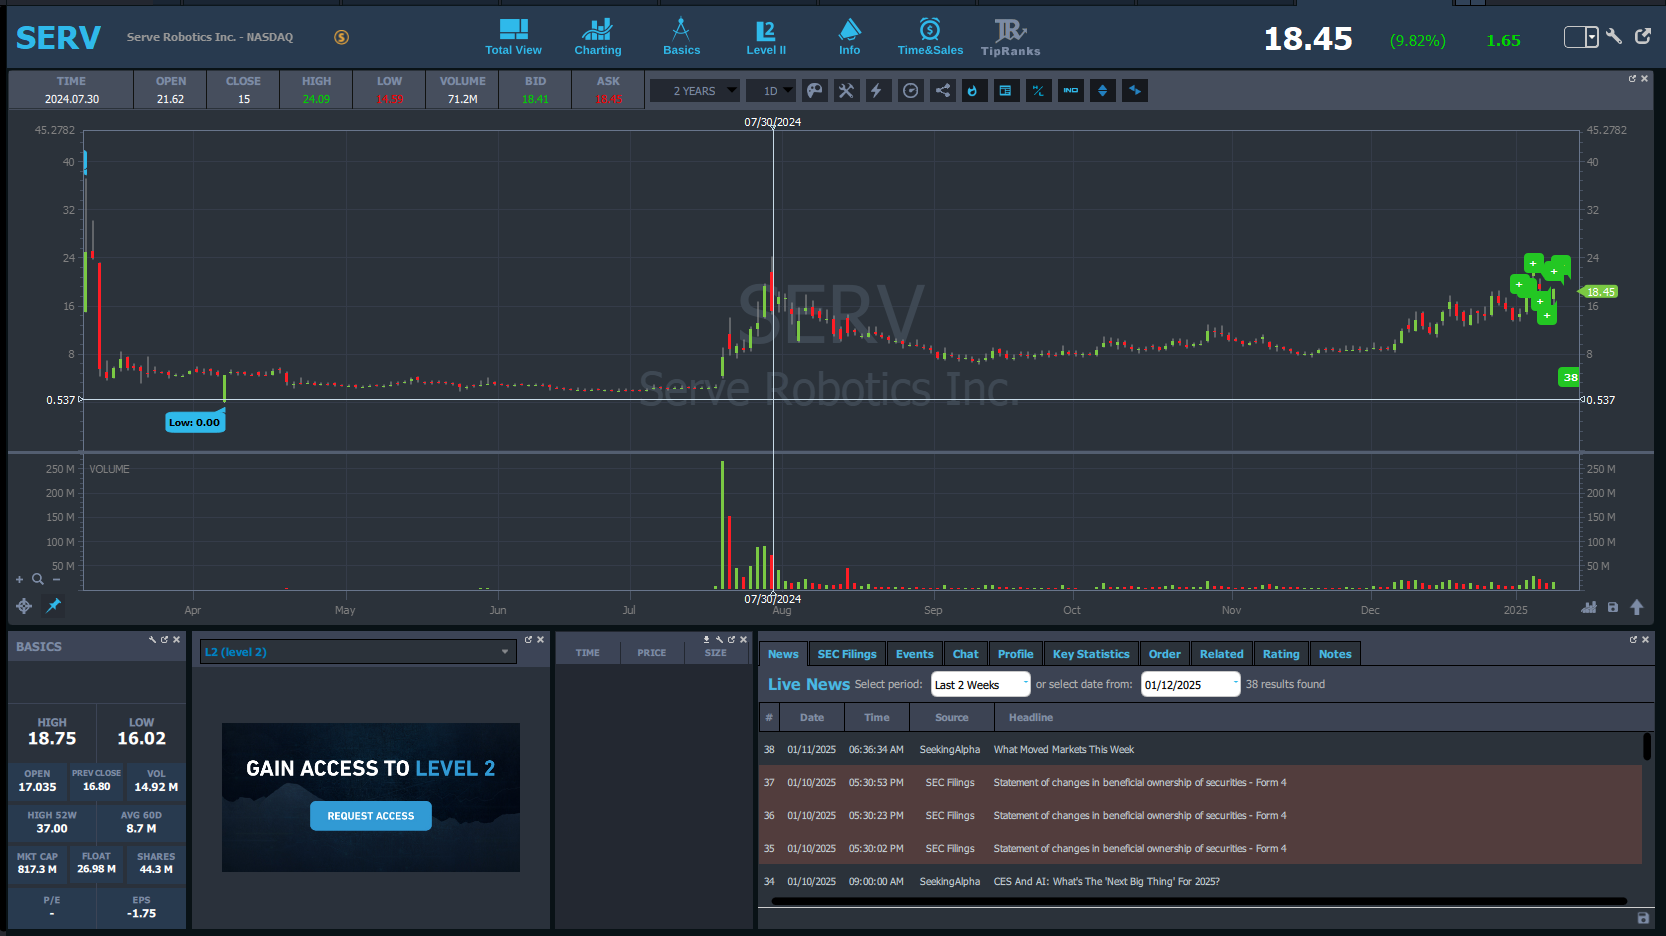 SERV
Serve Robotics Inc. - NASDAQ
Total View
Charting
Basics
L2
Level II
Info
Time&Sales
TipRanks
18.45
(9.82%)
1.65
TIME OPEN CLOSE HIGH LOW VOLUME BID ASK
2024.07.30 21.62 15 24.09 14.69 71.2M 18.41 18.45
2 YEARS
1D
IND
07/30/2024
45.2782 45.2782
40 40
32 32
24 24
18.45
16 16
8 8
38
0.537 0.537
SERV
Serve Robotics Inc.
Low: 0.00
VOLUME
250 M 250 M
200 M 200 M
150 M 150 M
100 M 100 M
50 M 50 M
07/30/2024
Apr May Jun Jul Aug Sep Oct Nov Dec 2025
BASICS
HIGH LOW
18.75 16.02
OPEN PREV CLOSE VOL
17.035 16.80 14.92 M
HIGH 52W AVG 60D
37.00 8.7 M
MKT CAP FLOAT SHARES
817.3 M 26.98 M 44.3 M
P/E EPS
- -1.75
L2 (level 2)
GAIN ACCESS TO LEVEL 2
REQUEST ACCESS
TIME PRICE SIZE
News SEC Filings Events Chat Profile Key Statistics Order Related Rating Notes
Live News Select period: Last 2 Weeks or select date from: 01/12/2025 38 results found
# Date Time Source Headline
38 01/11/2025 06:36:34 AM SeekingAlpha What Moved Markets This Week
37 01/10/2025 05:30:53 PM SEC Filings Statement of changes in beneficial ownership of securities - Form 4
36 01/10/2025 05:30:23 PM SEC Filings Statement of changes in beneficial ownership of securities - Form 4
35 01/10/2025 05:30:02 PM SEC Filings Statement of changes in beneficial ownership of securities - Form 4
34 01/10/2025 09:00:00 AM SeekingAlpha CES And AI: What's The 'Next Big Thing' For 2025?